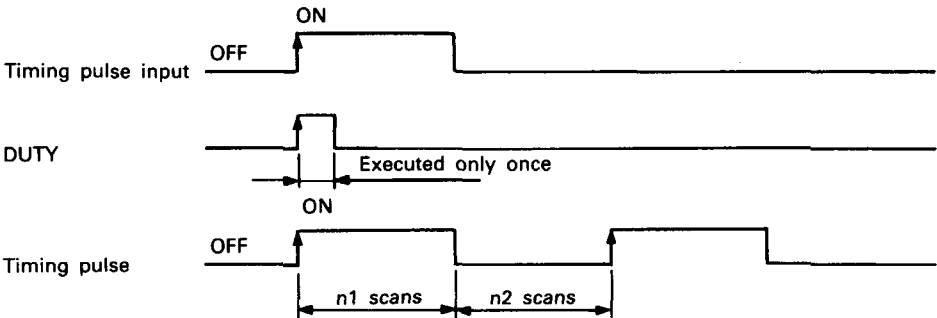 ON
OFF
Timing pulse input
DUTY
Executed only once
ON
OFF
Timing pulse
n1 scans
n2 scans